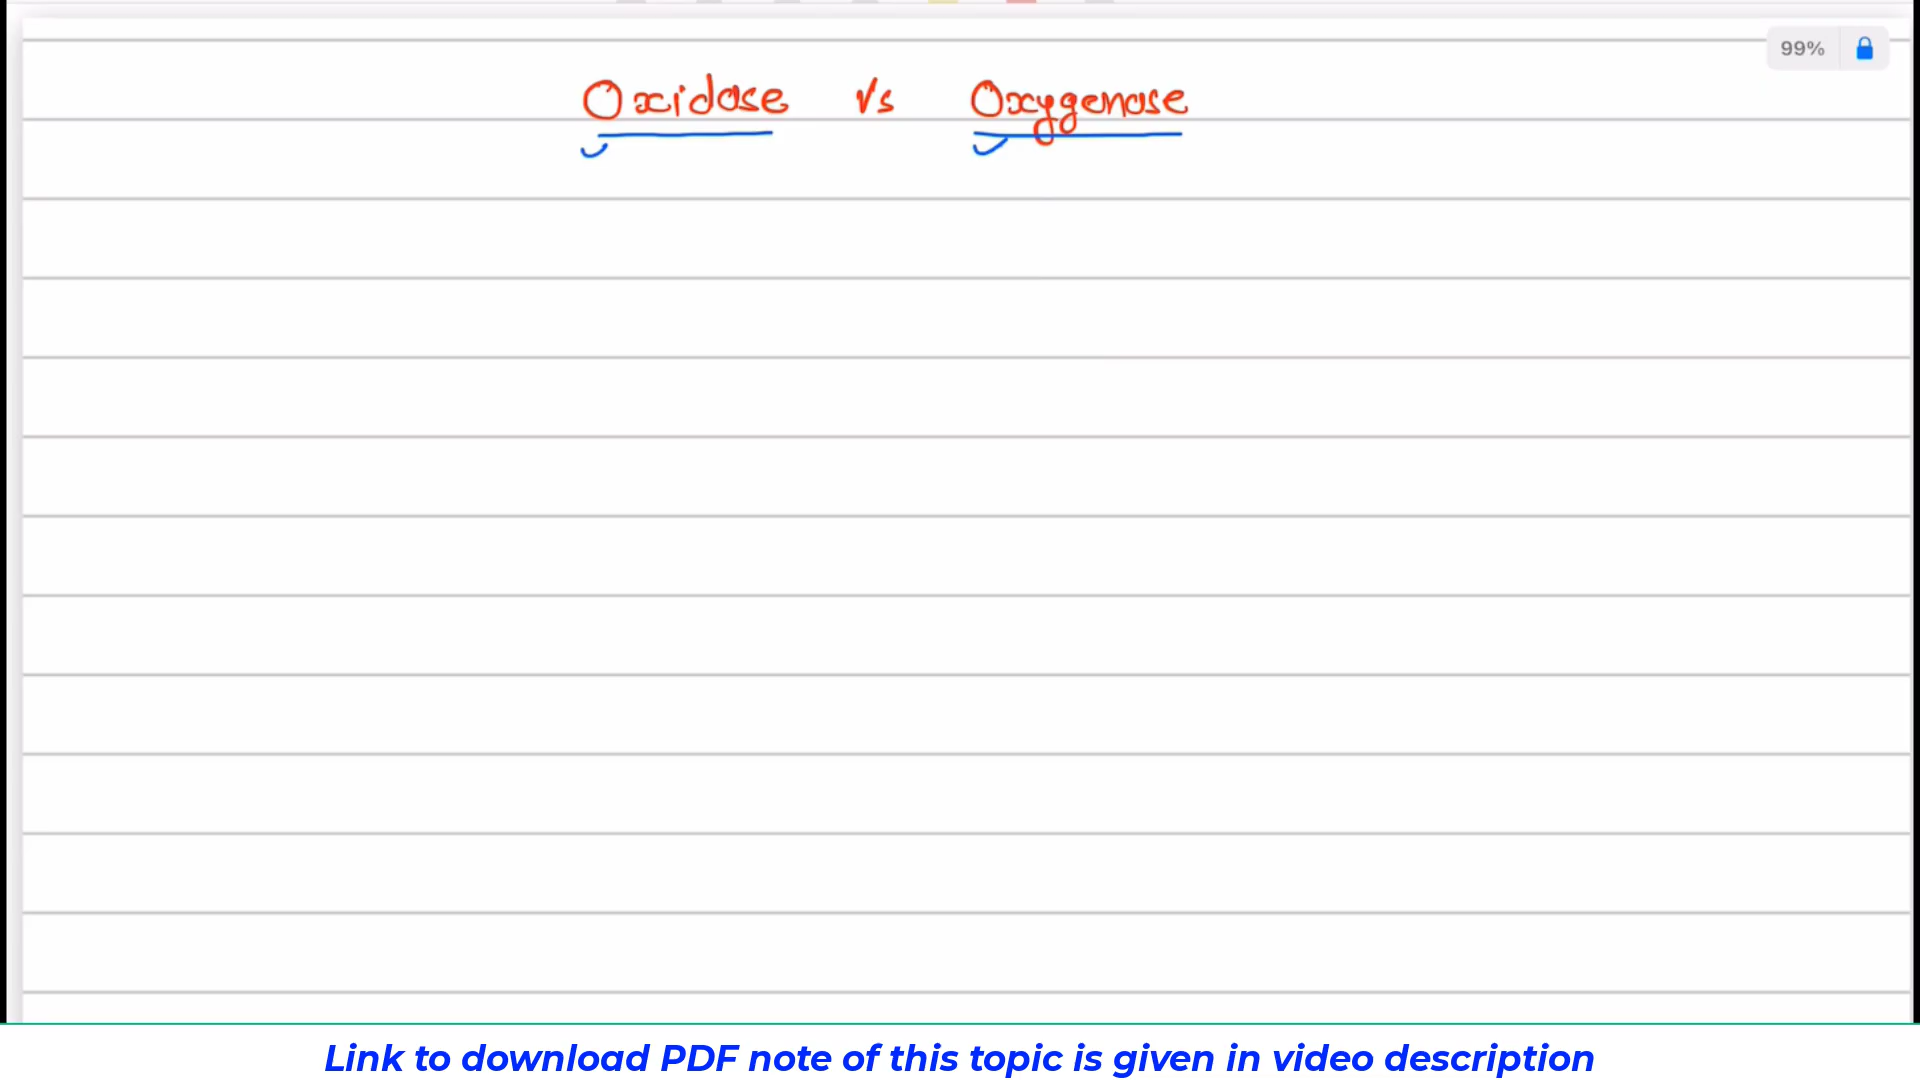 99%
Oxidase Vs Oxygenase
Link to download PDF note of this topic is given in video description